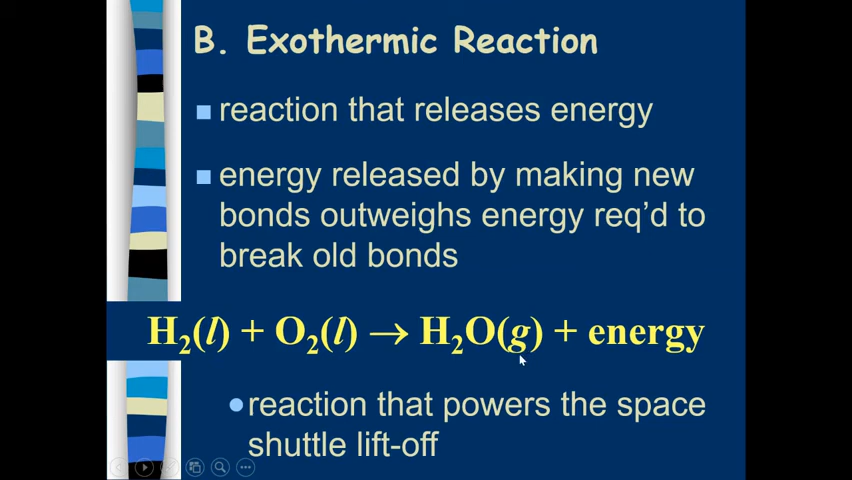 B. Exothermic Reaction
■ reaction that releases energy
■ energy released by making new
bonds outweighs energy req’d to
break old bonds
H₂(l) + O₂(l) → H₂O(g) + energy
● reaction that powers the space
shuttle lift-off